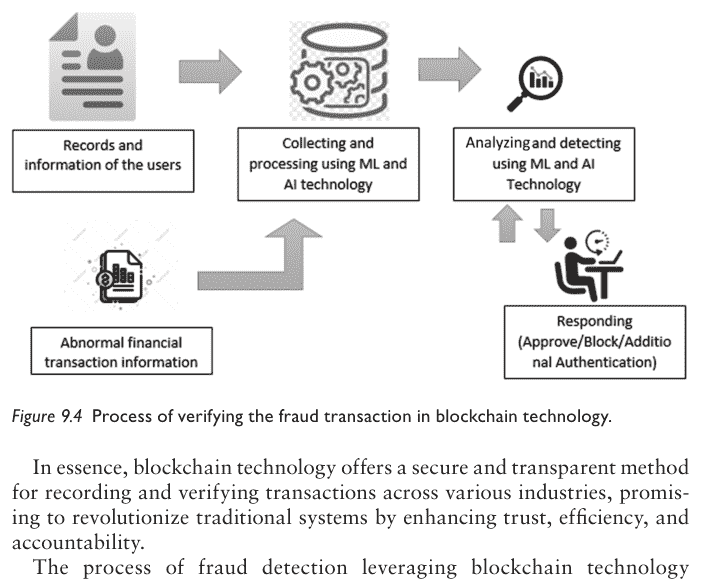 Records and
information of the users
Collecting and
processing using ML and
AI technology
Analyzing and detecting
using ML and AI
Technology
Abnormal financial
transaction information
Responding
(Approve/Block/Additio
nal Authentication)
Figure 9.4 Process of verifying the fraud transaction in blockchain technology.
In essence, blockchain technology offers a secure and transparent method
for recording and verifying transactions across various industries, promis-
ing to revolutionize traditional systems by enhancing trust, efficiency, and
accountability.
The process of fraud detection leveraging blockchain technology